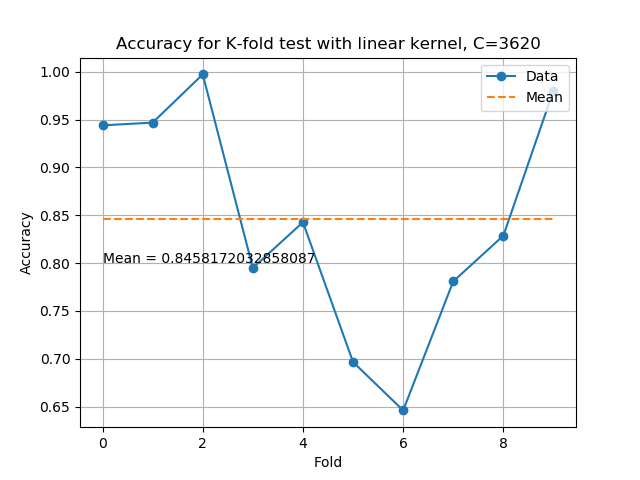 Accuracy for K-fold test with linear kernel, C=3620
Data
Mean
1.00
0.95
0.90
0.85
0.80
0.75
0.70
0.65
Accuracy
Mean = 0.8458172032858087
0
2
4
6
8
Fold